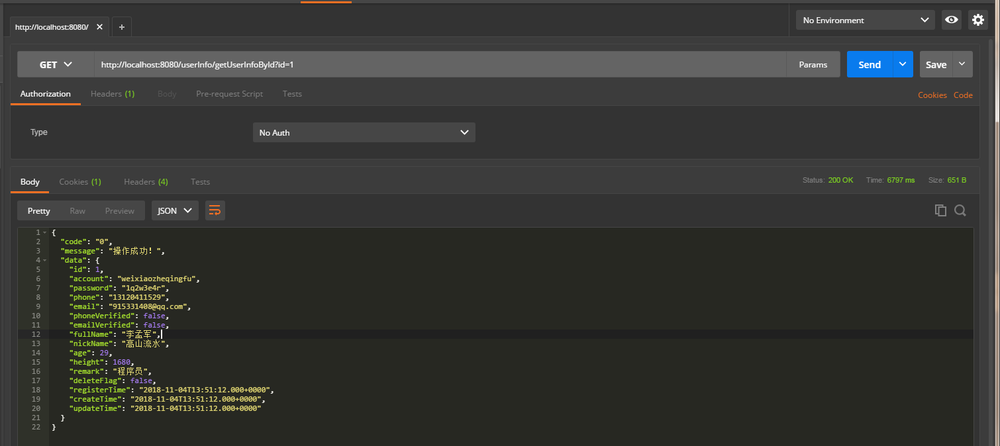 http://localhost:8080/
No Environment
GET http://localhost:8080/userInfo/getUserInfoById?id=1 Params Send Save
Authorization Headers (1) Body Pre-request Script Tests Cookies Code
Type No Auth
Body Cookies (1) Headers (4) Tests Status: 200 OK Time: 6797 ms Size: 651 B
Pretty Raw Preview JSON
1 {
2 "code": "0",
3 "message": "操作成功！",
4 "data": {
5 "id": 1,
6 "account": "weixiaozheqingfu",
7 "password": "1q2w3e4r",
8 "phone": "13120411529",
9 "email": "915331408@qq.com",
10 "phoneVerified": false,
11 "emailVerified": false,
12 "fullName": "李孟军",
13 "nickName": "高山流水",
14 "age": 29,
15 "height": 1680,
16 "remark": "程序员",
17 "deleteFlag": false,
18 "registerTime": "2018-11-04T13:51:12.000+0000",
19 "createTime": "2018-11-04T13:51:12.000+0000",
20 "updateTime": "2018-11-04T13:51:12.000+0000"
21 }
22 }